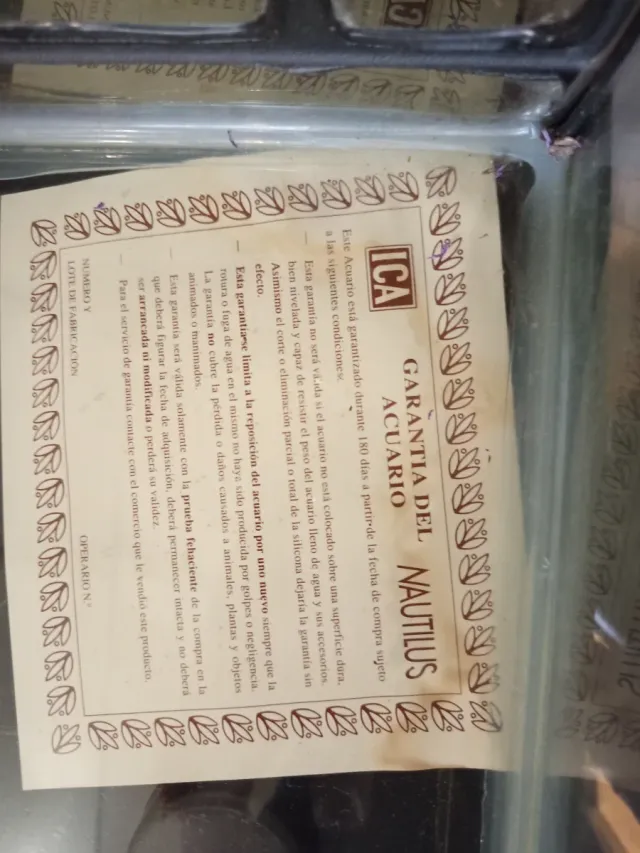 ICA
GARANTIA DEL
ACUARIO
NAUTILUS
Este Acuario está garantizado durante 180 días a partir de la fecha de compra sujeto
a las siguientes condiciones:
— Esta garantía no será válida si el acuario no está colocado sobre una superficie dura,
bien nivelada y capaz de resistir el peso del acuario lleno de agua y sus accesorios.
Asimismo el corte o eliminación parcial o total de la silicona dejaría la garantía sin
efecto.
— Esta garantía se limita a la reposición del acuario por uno nuevo siempre que la
rotura o fuga de agua en el mismo no haya sido producida por golpes o negligencia.
La garantía no cubre la pérdida o daños causados a animales, plantas y objetos
animados o inanimados.
— Esta garantía será válida solamente con la prueba fehaciente de la compra en la
que deberá figurar la fecha de adquisición, deberá permanecer intacta y no deberá
ser arrancada ni modificada o perderá su validez.
— Para el servicio de garantía contacte con el comercio que le vendió este producto.
NUMERO Y
LOTE DE FABRICACIÓN
OPERARIO N.º